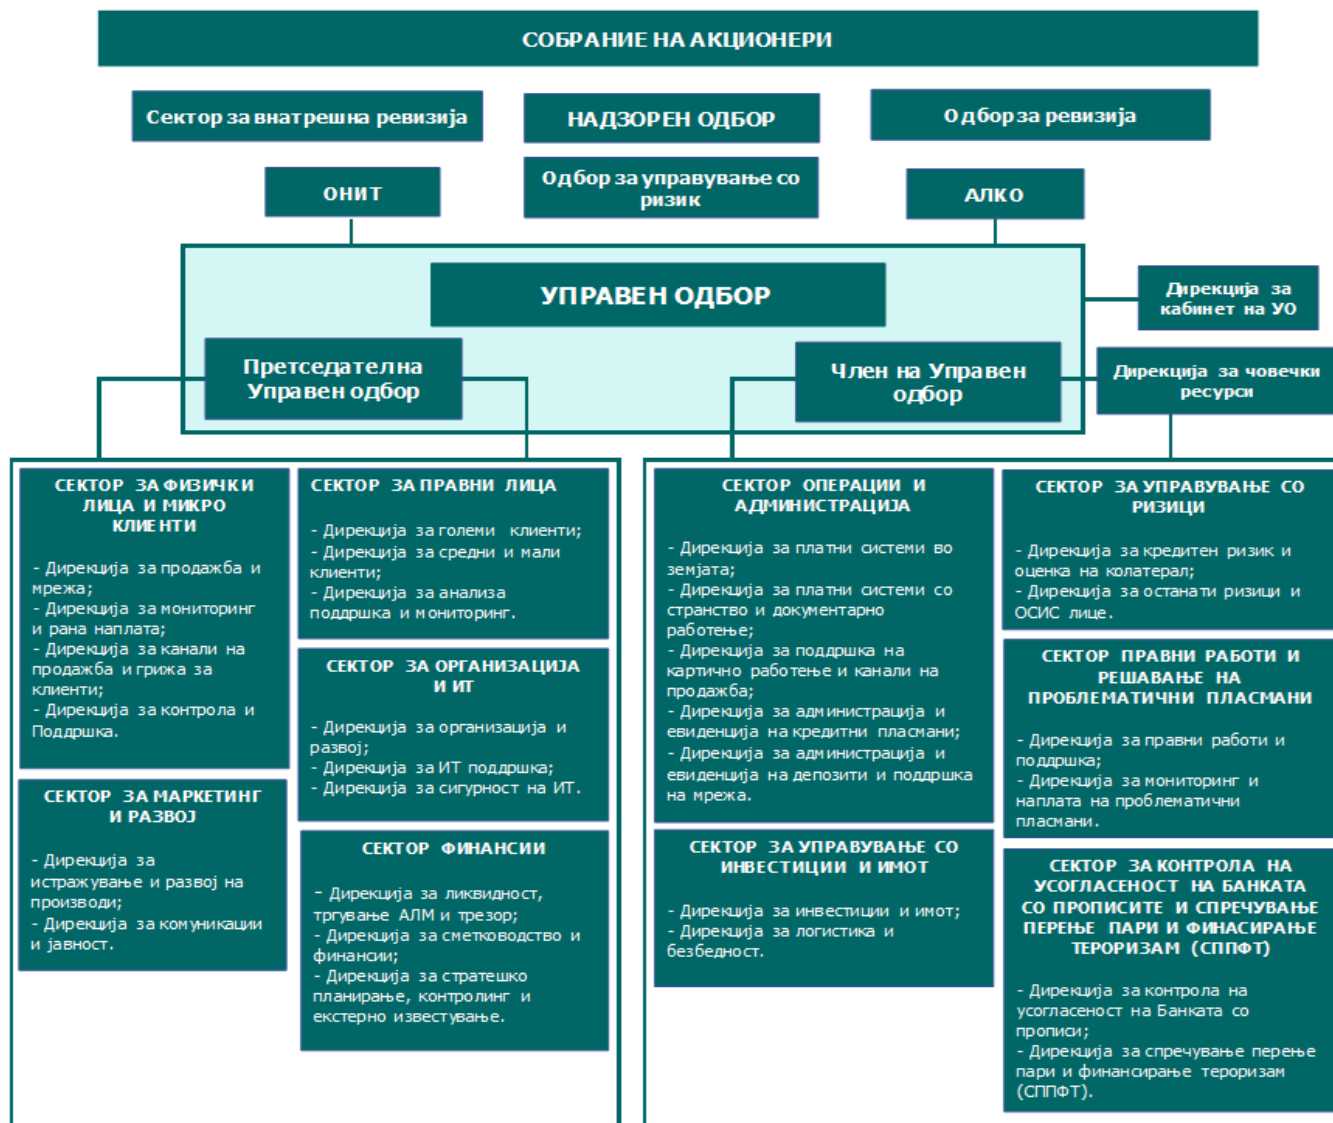 СОБРАНИЕ НА АКЦИОНЕРИ
Сектор за внатрешна ревизија
НАДЗОРЕН ОДБОР
Одбор за ревизија
ОНИТ
Одбор за управување со
ризик
АЛКО
УПРАВЕН ОДБОР
Дирекција за
кабинет на УО
Претседател на
Управен одбор
Член на Управен
одбор
Дирекција за човечки
ресурси
СЕКТОР ЗА ФИЗИЧКИ
ЛИЦА И МИКРО
КЛИЕНТИ
- Дирекција за продажба и
мрежа;
- Дирекција за мониторинг
и рана наплата;
- Дирекција за канали на
продажба и грижа за
клиенти;
- Дирекција за контрола и
Поддршка.
СЕКТОР ЗА МАРКЕТИНГ
И РАЗВОЈ
- Дирекција за
истражување и развој на
производи;
- Дирекција за комуникации
и јавност.
СЕКТОР ЗА ПРАВНИ ЛИЦА
- Дирекција за големи клиенти;
- Дирекција за средни и мали
клиенти;
- Дирекција за анализа
поддршка и мониторинг.
СЕКТОР ЗА ОРГАНИЗАЦИЈА
И ИТ
- Дирекција за организација и
развој;
- Дирекција за ИТ поддршка;
- Дирекција за сигурност на ИТ.
СЕКТОР ФИНАНСИИ
- Дирекција за ликвидност,
тргување АЛМ и трезор;
- Дирекција за сметководство и
финансии;
- Дирекција за стратешко
планирање, контролинг и
екстерно известување.
СЕКТОР ОПЕРАЦИИ И
АДМИНИСТРАЦИЈА
- Дирекција за платни системи во
земјата;
- Дирекција за платни системи со
странство и документарно
работење;
- Дирекција за поддршка на
картично работење и канали на
продажба;
- Дирекција за администрација и
евиденција на кредитни пласмани;
- Дирекција за администрација и
евиденција на депозити и поддршка
на мрежа.
СЕКТОР ЗА УПРАВУВАЊЕ СО
ИНВЕСТИЦИИ И ИМОТ
- Дирекција за инвестиции и имот;
- Дирекција за логистика и
безбедност.
СЕКТОР ЗА УПРАВУВАЊЕ СО
РИЗИЦИ
- Дирекција за кредитен ризик и
оценка на колатерал;
- Дирекција за останати ризици и
ОСИС лице.
СЕКТОР ПРАВНИ РАБОТИ И
РЕШАВАЊЕ НА
ПРОБЛЕМАТИЧНИ ПЛАСМАНИ
- Дирекција за правни работи и
поддршка;
- Дирекција за мониторинг и
наплата на проблематични
пласмани.
СЕКТОР ЗА КОНТРОЛА НА
УСОГЛАСЕНОСТ НА БАНКАТА
СО ПРОПИСИТЕ И СПРЕЧУВАЊЕ
ПЕРЕЊЕ ПАРИ И ФИНАСИРАЊЕ
ТЕРОРИЗАМ (СППФТ)
- Дирекција за контрола на
усогласеност на Банката со
прописи;
- Дирекција за спречување перење
пари и финансирање тероризам
(СППФТ).